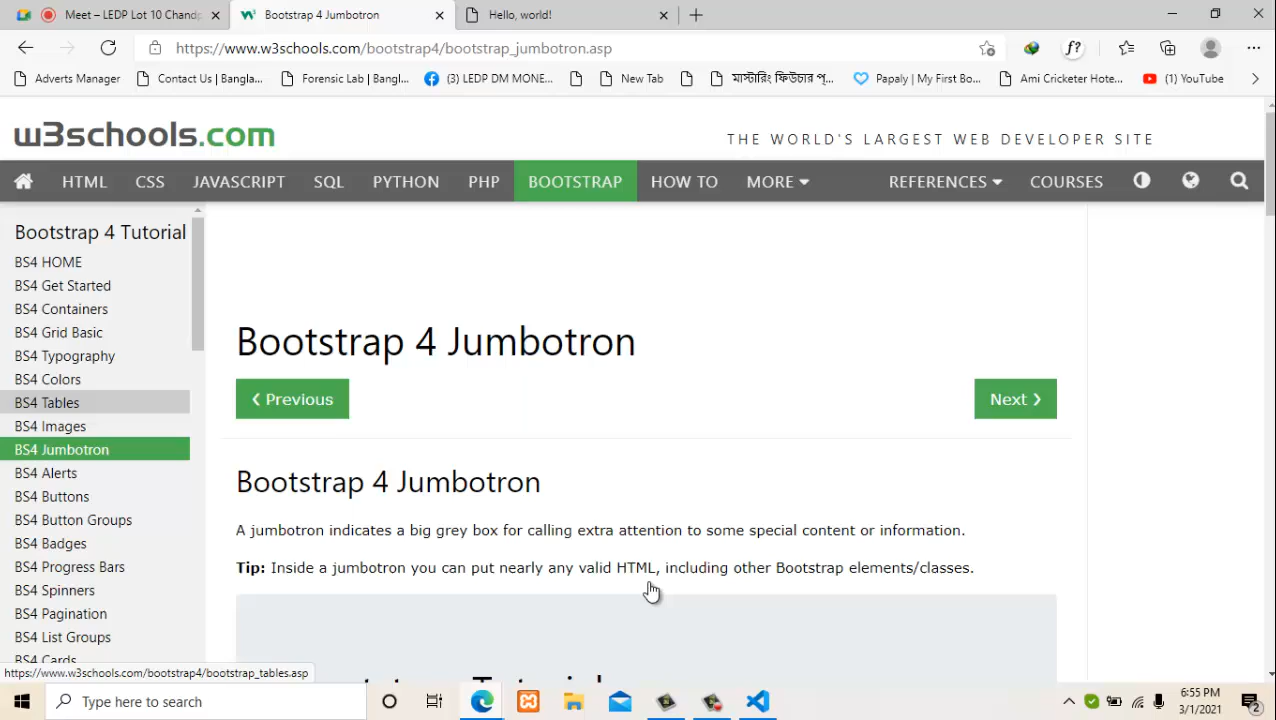 Meet – LEDP Lot 10 Chandp
Bootstrap 4 Jumbotron
Hello, world!
https://www.w3schools.com/bootstrap4/bootstrap_jumbotron.asp
Adverts Manager
Contact Us | Bangla...
Forensic Lab | Bangl...
(3) LEDP DM MONE...
New Tab
মাস্টারিং ফিউচার প্...
Papaly | My First Bo...
Ami Cricketer Hote...
(1) YouTube
w3schools.com
THE WORLD'S LARGEST WEB DEVELOPER SITE
HTML CSS JAVASCRIPT SQL PYTHON PHP BOOTSTRAP HOW TO MORE REFERENCES COURSES
Bootstrap 4 Tutorial
BS4 HOME
BS4 Get Started
BS4 Containers
BS4 Grid Basic
BS4 Typography
BS4 Colors
BS4 Tables
BS4 Images
BS4 Jumbotron
BS4 Alerts
BS4 Buttons
BS4 Button Groups
BS4 Badges
BS4 Progress Bars
BS4 Spinners
BS4 Pagination
BS4 List Groups
BS4 Cards
Bootstrap 4 Jumbotron
❮ Previous
Next ❯
Bootstrap 4 Jumbotron
A jumbotron indicates a big grey box for calling extra attention to some special content or information.
Tip: Inside a jumbotron you can put nearly any valid HTML, including other Bootstrap elements/classes.
https://www.w3schools.com/bootstrap4/bootstrap_tables.asp
Type here to search
6:55 PM
3/1/2021
2